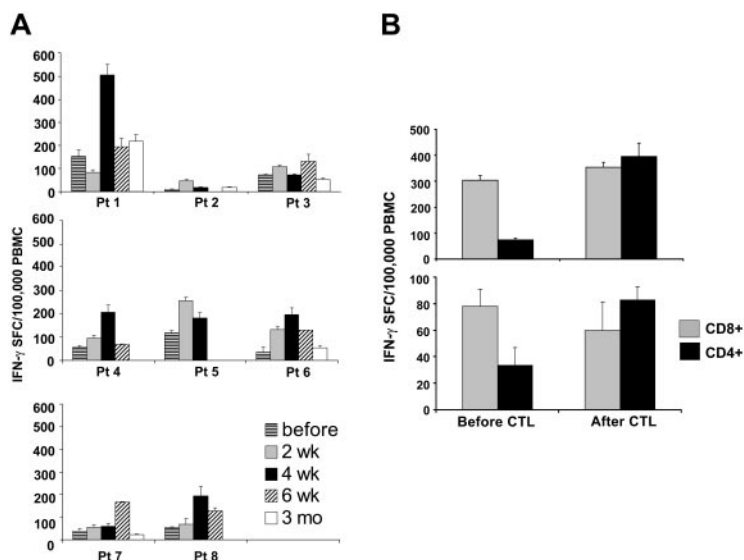 A
600
500
400
300
200
100
0
Pt 1 Pt 2 Pt 3
600
500
400
300
200
100
0
Pt 4 Pt 5 Pt 6
600
500
400
300
200
100
0
Pt 7 Pt 8
IFN-γ SFC/100,000 PBMC
before
2 wk
4 wk
6 wk
3 mo
B
500
400
300
200
100
0
100
80
60
40
20
0
Before CTL After CTL
IFN-γ SFC/100,000 PBMC
CD8+
CD4+